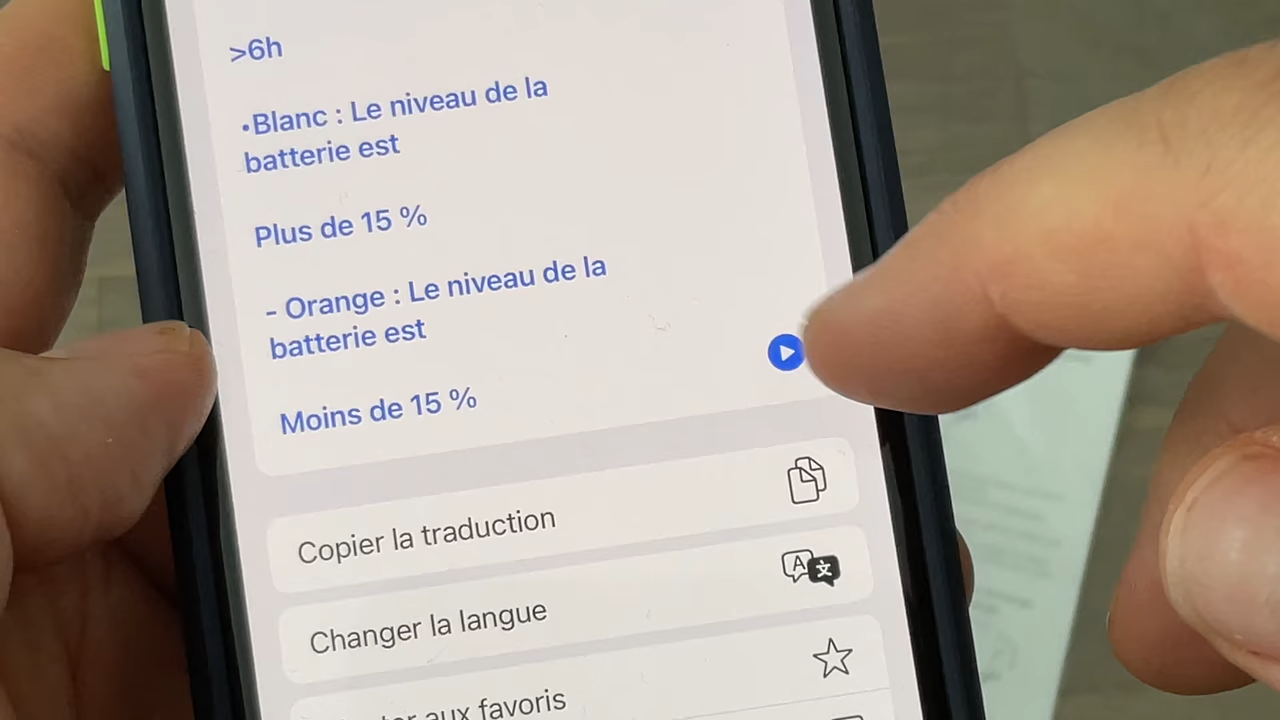 >6h
•Blanc : Le niveau de la
batterie est
Plus de 15 %
- Orange : Le niveau de la
batterie est
Moins de 15 %
Copier la traduction
A 文
Changer la langue
aux favoris